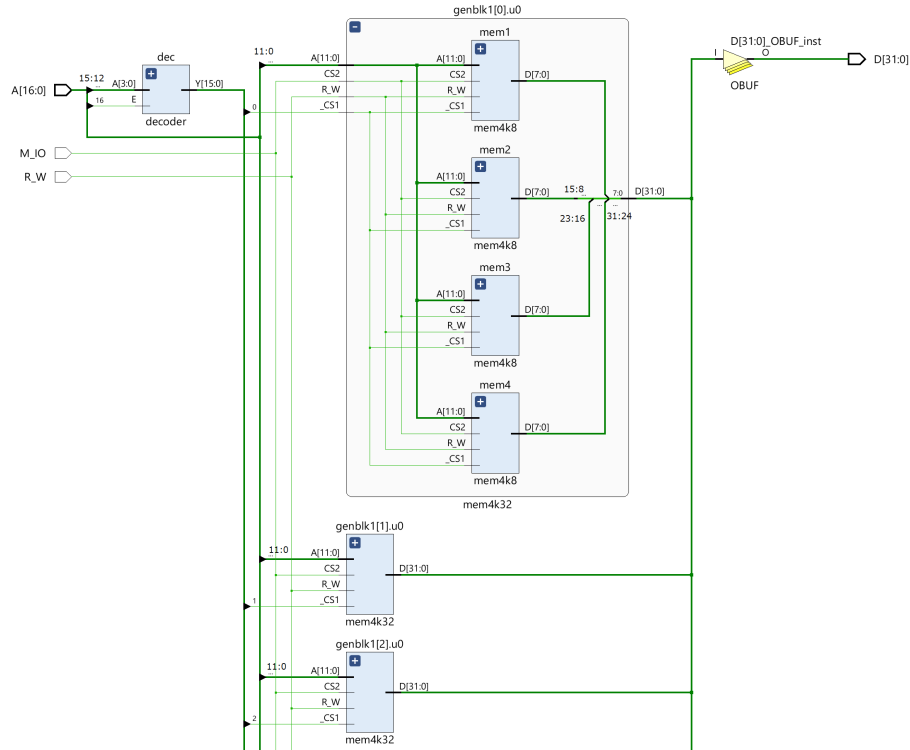 genblk1[0].u0
mem1
A[11:0]
CS2
R_W
_CS1
D[7:0]
mem4k8
mem2
A[11:0]
CS2
R_W
_CS1
D[7:0]
mem4k8
mem3
A[11:0]
CS2
R_W
_CS1
D[7:0]
mem4k8
mem4
A[11:0]
CS2
R_W
_CS1
D[7:0]
mem4k8
11:0
...
A[11:0]
CS2
R_W
_CS1
0
15:8
...
7:0
...
23:16
31:24
D[31:0]
mem4k32
dec
15:12
...
16
A[3:0]
E
Y[15:0]
decoder
A[16:0]
M_IO
R_W
D[31:0]_OBUF_inst
I
O
OBUF
D[31:0]
genblk1[1].u0
11:0
...
A[11:0]
CS2
R_W
_CS1
1
D[31:0]
mem4k32
genblk1[2].u0
11:0
...
A[11:0]
CS2
R_W
_CS1
2
D[31:0]
mem4k32